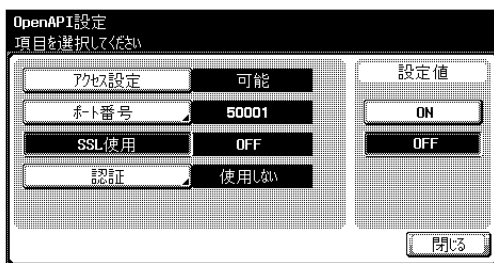 OpenAPI設定
項目を選択してください
設定値
アクセス設定 可能
ポート番号 50001 ON
SSL使用 OFF OFF
認証 使用しない
閉じる